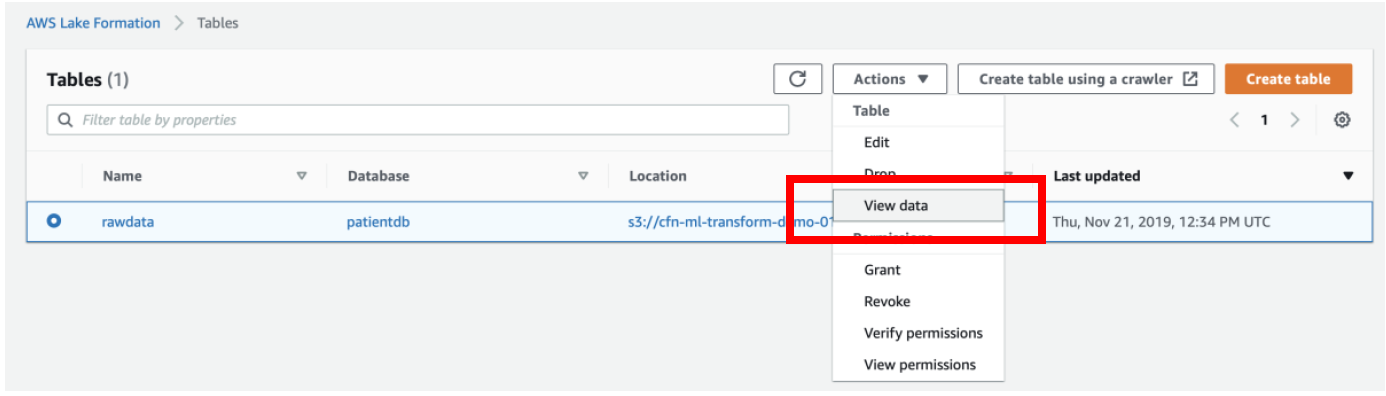 AWS Lake Formation > Tables
Tables (1)
Actions
Create table using a crawler
Create table
Filter table by properties
1
Table
Edit
Drop
View data
Permissions
Grant
Revoke
Verify permissions
View permissions
Name
Database
Location
Last updated
rawdata
patientdb
s3://cfn-ml-transform-demo-01
Thu, Nov 21, 2019, 12:34 PM UTC